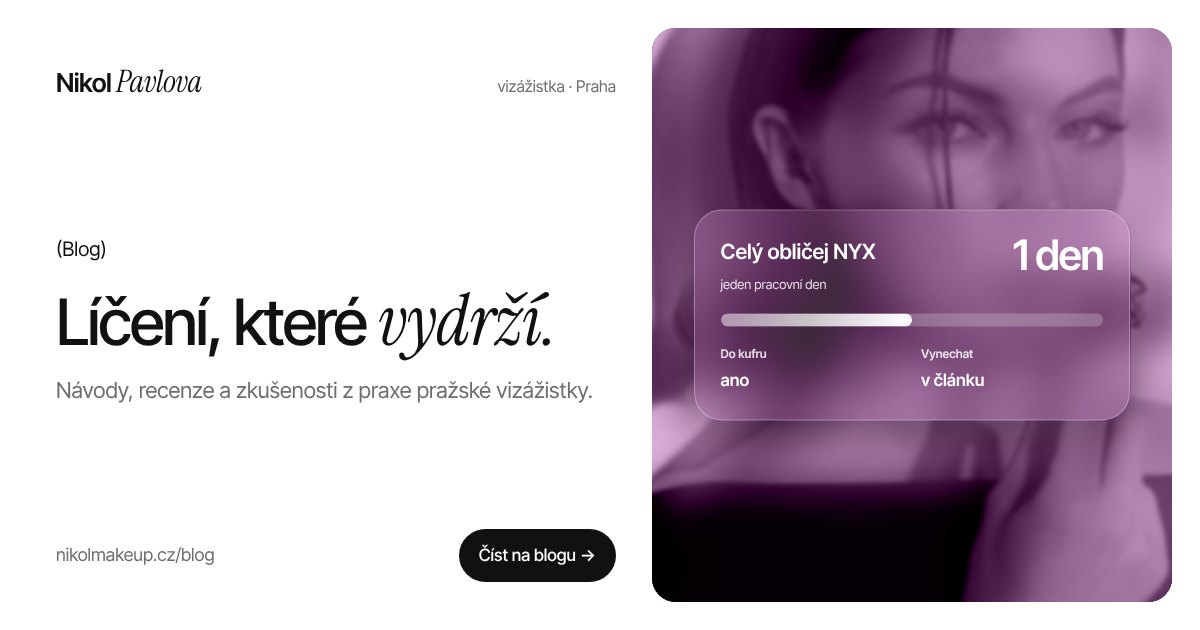 Nikol Pavlova
vizážistka · Praha
(Blog)
Líčení, které vydrží.
Návody, recenze a zkušenosti z praxe pražské vizážistky.
nikolmakeup.cz/blog
Číst na blogu →
Celý obličej NYX
1 den
jeden pracovní den
Do kufru
ano
Vynechat
v článku